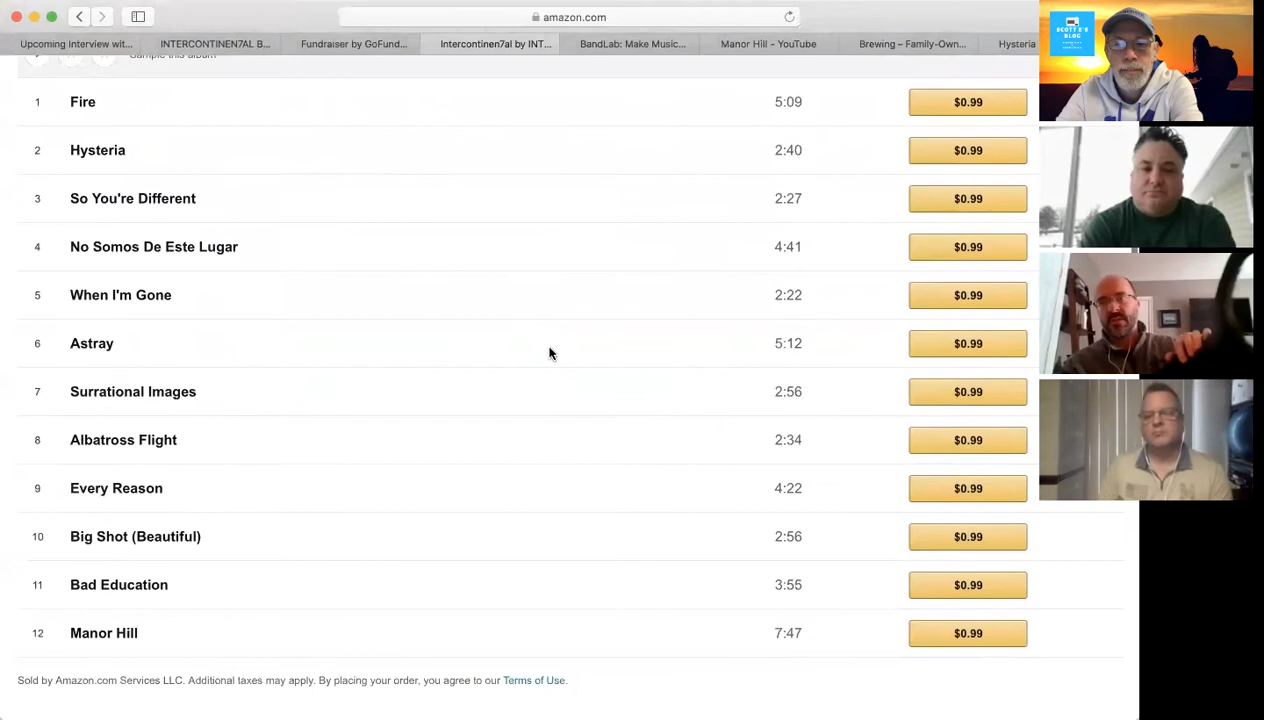 amazon.com
Upcoming Interview wit...
INTERCONTINEN7AL B...
Fundraiser by GoFund...
Intercontinen7al by INT...
BandLab: Make Music...
Manor Hill - YouTube
Brewing – Family-Own...
Hysteria
Sample this album
1 Fire 5:09 $0.99
2 Hysteria 2:40 $0.99
3 So You're Different 2:27 $0.99
4 No Somos De Este Lugar 4:41 $0.99
5 When I'm Gone 2:22 $0.99
6 Astray 5:12 $0.99
7 Surrational Images 2:56 $0.99
8 Albatross Flight 2:34 $0.99
9 Every Reason 4:22 $0.99
10 Big Shot (Beautiful) 2:56 $0.99
11 Bad Education 3:55 $0.99
12 Manor Hill 7:47 $0.99
Sold by Amazon.com Services LLC. Additional taxes may apply. By placing your order, you agree to our Terms of Use.
SCOTT E'S
BLOG